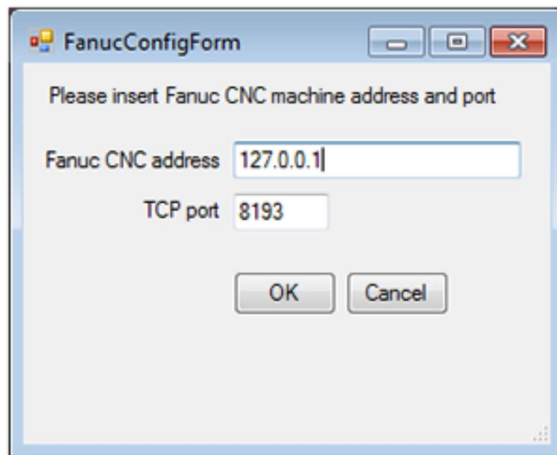 FanucConfigForm
Please insert Fanuc CNC machine address and port
Fanuc CNC address 127.0.0.1
TCP port 8193
OK Cancel